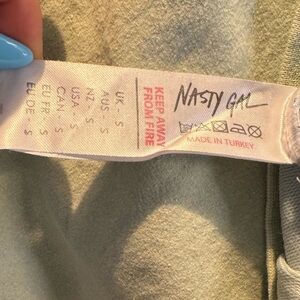 NASTY GAL
MADE IN TURKEY
KEEP AWAY
FROM FIRE
UK - S
AUS - S
NZ - S
USA - S
CAN - S
EU FR - S
EU DE - S